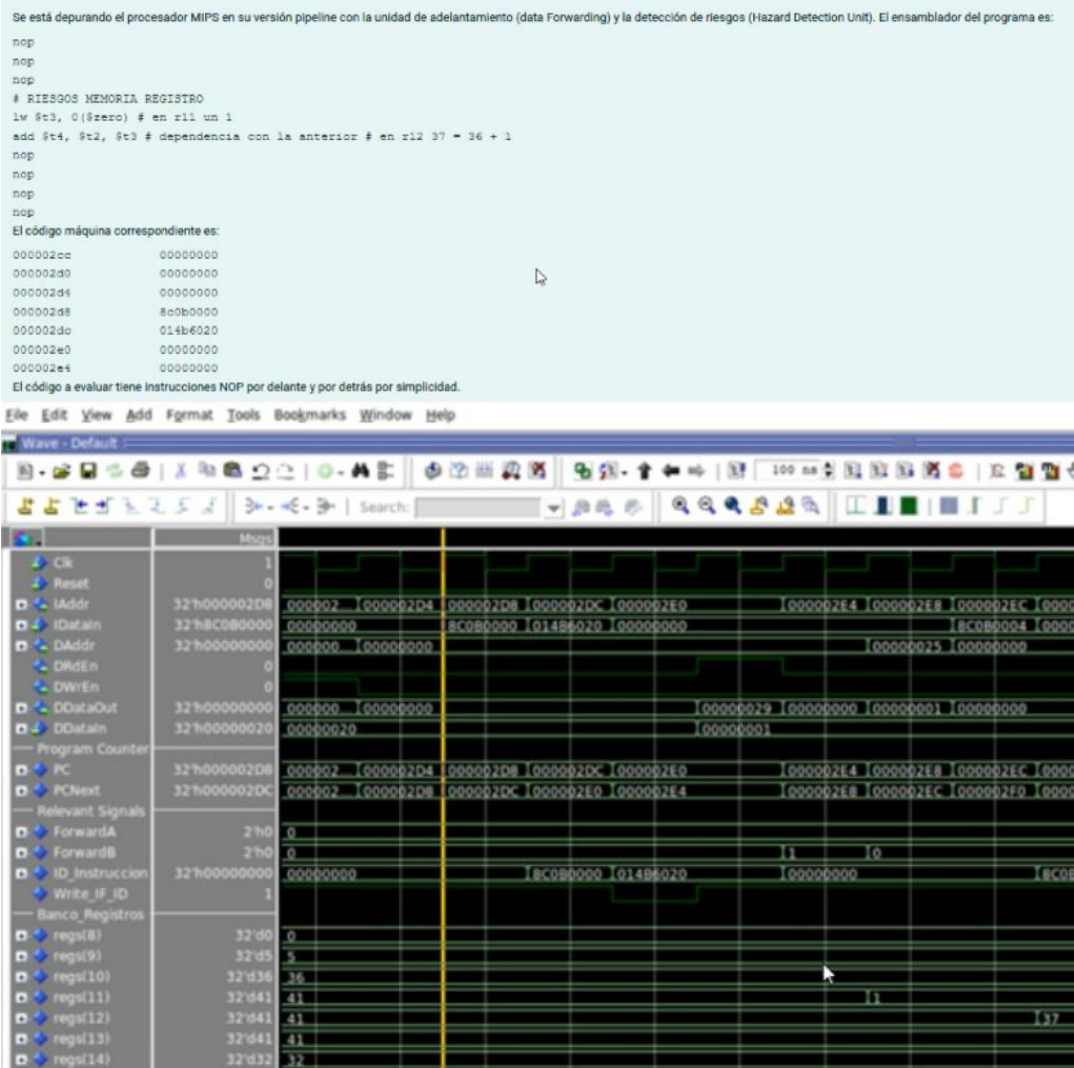 Se está depurando el procesador MIPS en su versión pipeline con la unidad de adelantamiento (data Forwarding) y la detección de riesgos (Hazard Detection Unit). El ensamblador del programa es:
nop
nop
nop
# RIESGOS MEMORIA REGISTRO
lw $t3, 0($zero) # en r11 un 1
add $t4, $t2, $t3 # dependencia con la anterior # en r12 37 = 36 + 1
nop
nop
nop
nop
El código máquina correspondiente es:
000002cc 00000000
000002d0 00000000
000002d4 00000000
000002d8 8c0b0000
000002dc 014b6020
000002e0 00000000
000002e4 00000000
El código a evaluar tiene instrucciones NOP por delante y por detrás por simplicidad.
File Edit View Add Format Tools Bookmarks Window Help
Wave - Default
100 ns
Search:
Msgs
Clk 1
Reset 0
IAddr 32'h000002D8 000002... 000002D4 000002D8 000002DC 000002E0 000002E4 000002E8 000002EC 0000
IDataIn 32'h8C0B0000 00000000 8C0B0000 014B6020 00000000 8C0B0004 0000
DAddr 32'h00000000 000000... 00000000 00000025 00000000
DRdEn 0
DWrEn 0
DDataOut 32'h00000000 000000... 00000000 00000029 00000000 00000001 00000000
DDataIn 32'h00000020 00000020 00000001
Program Counter
PC 32'h000002D8 000002... 000002D4 000002D8 000002DC 000002E0 000002E4 000002E8 000002EC 0000
PCNext 32'h000002DC 000002... 000002D8 000002DC 000002E0 000002E4 000002E8 000002EC 000002F0 0000
Relevant Signals
ForwardA 2'h0 0
ForwardB 2'h0 0 1 0
ID_Instruccion 32'h00000000 00000000 8C0B0000 014B6020 00000000 8C0B
Write_IF_ID 1
Banco_Registros
regs(8) 32'd0 0
regs(9) 32'd5 5
regs(10) 32'd36 36
regs(11) 32'd41 41 1
regs(12) 32'd41 41 37
regs(13) 32'd41 41
regs(14) 32'd32 32